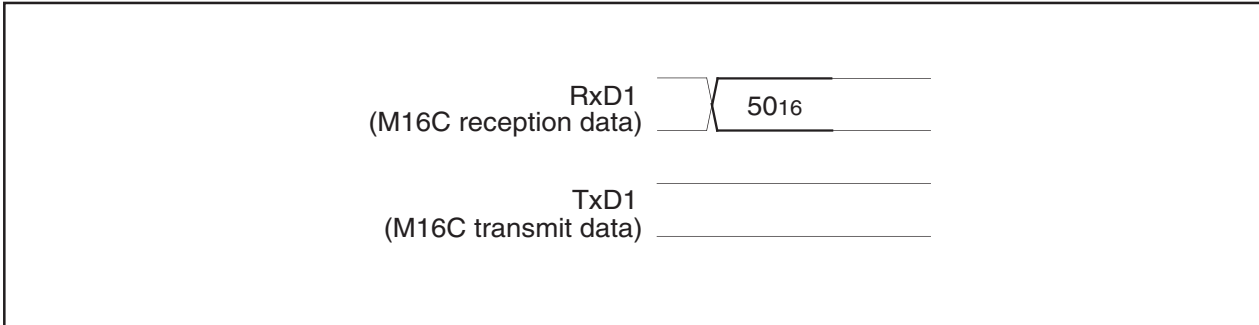 RxD1
(M16C reception data)
5016
TxD1
(M16C transmit data)